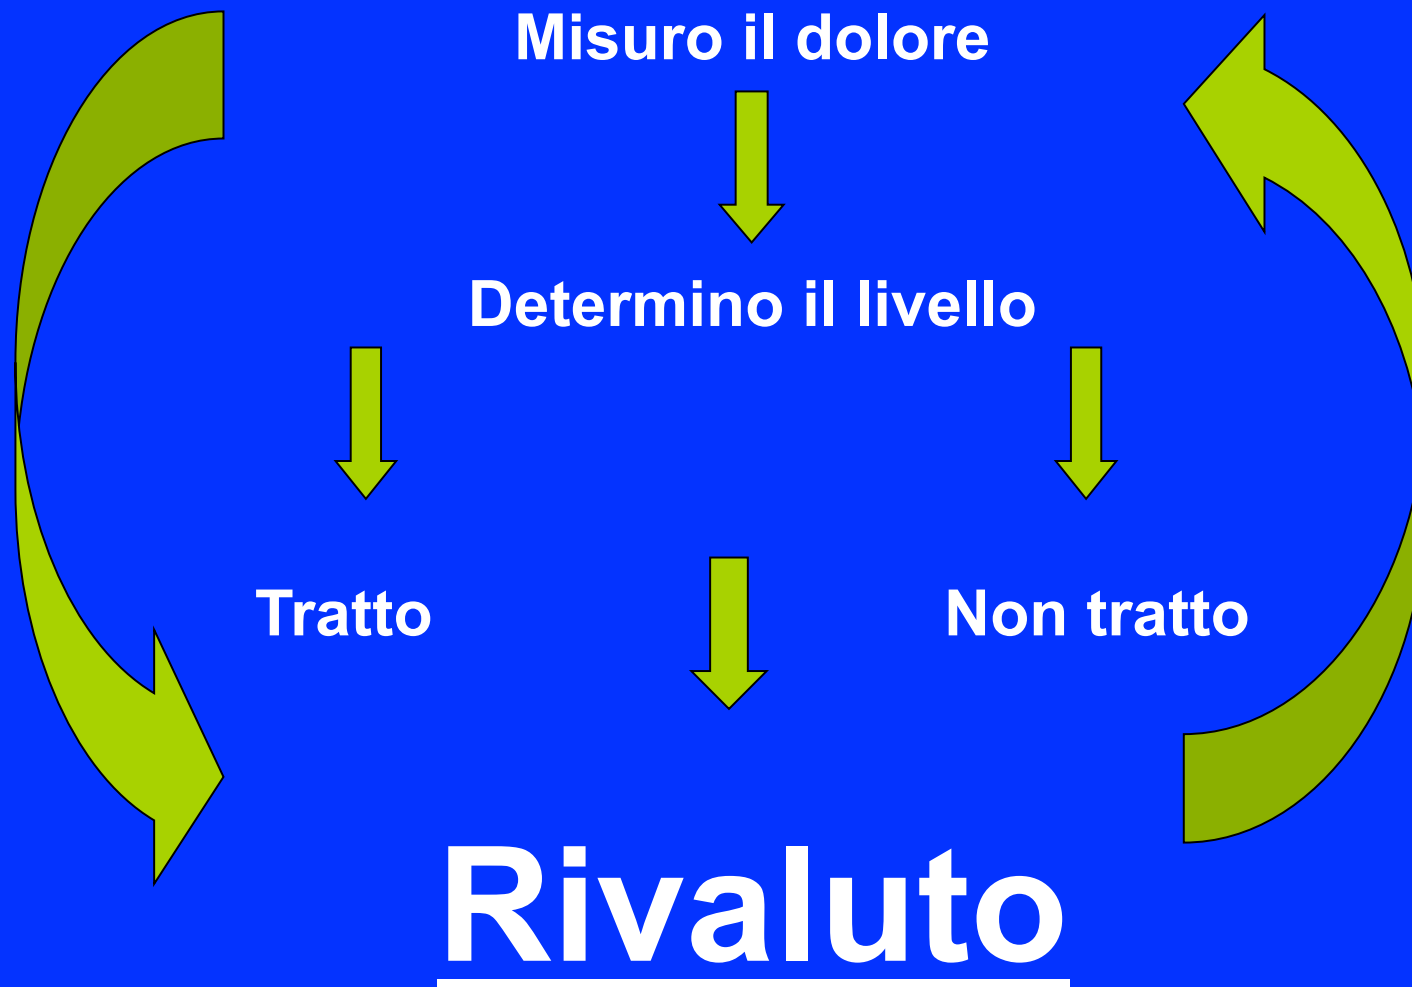 Misuro il dolore
Determino il livello
Tratto
Non tratto
Rivaluto